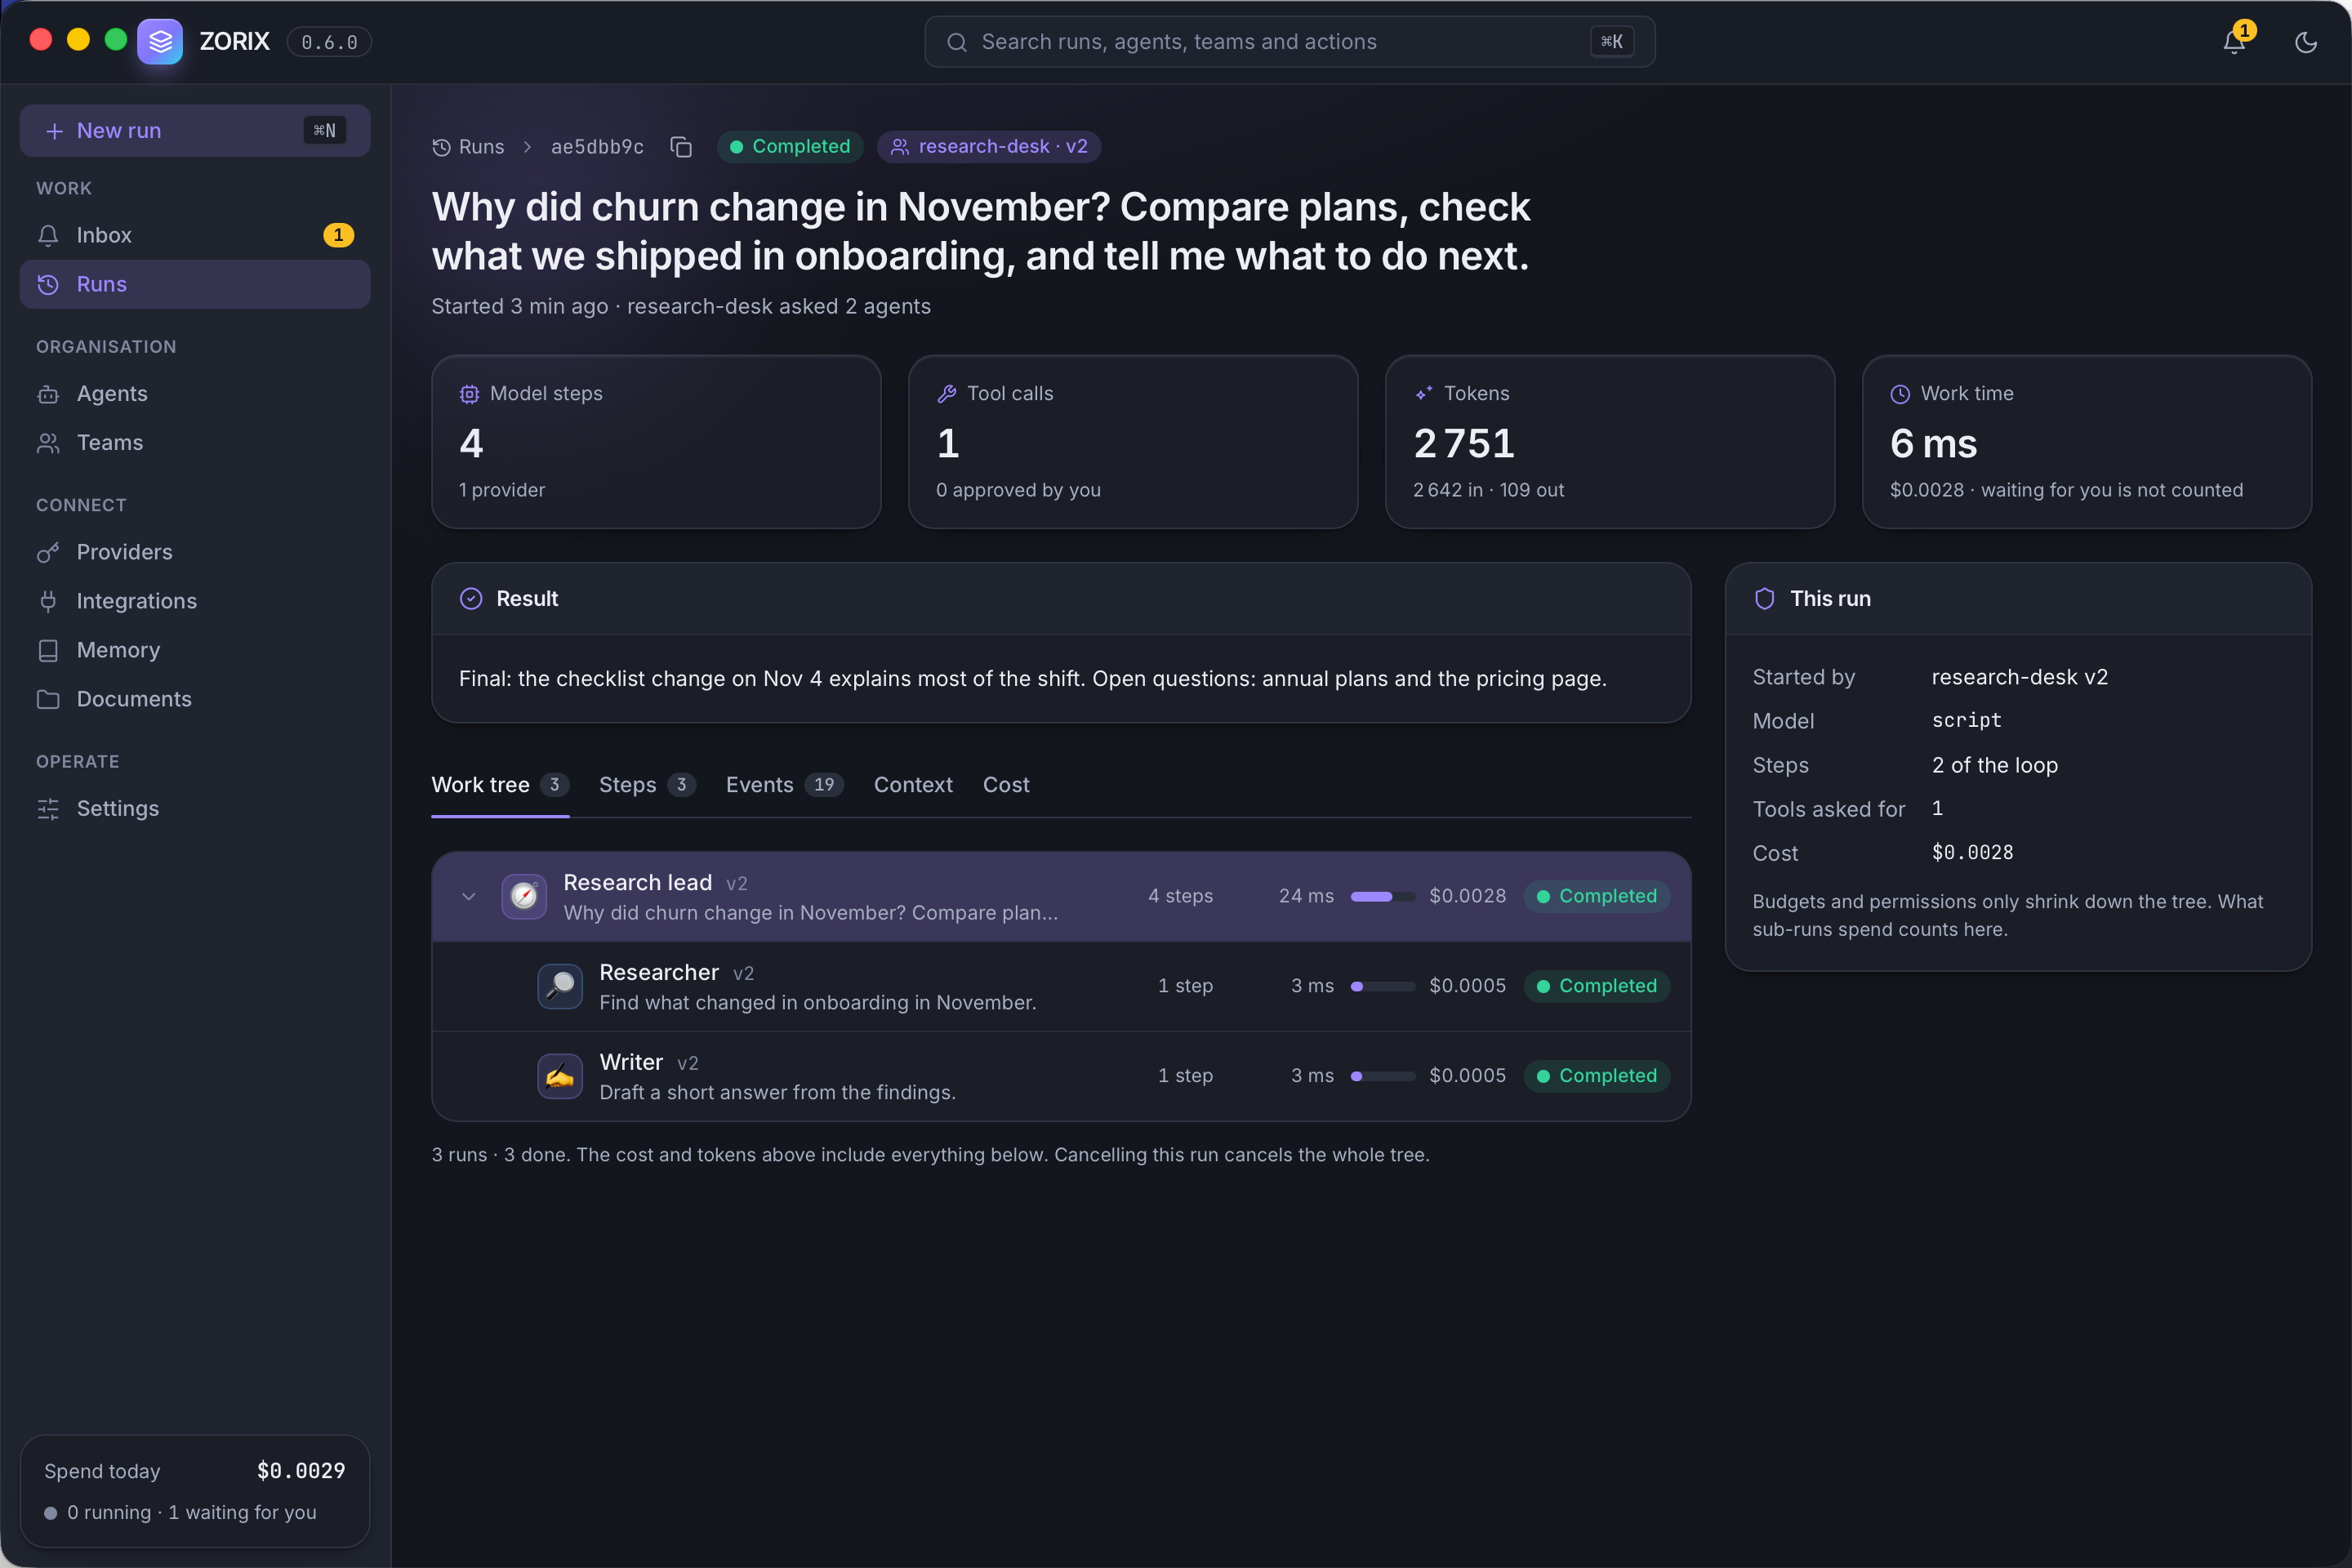 ZORIX 0.6.0
Search runs, agents, teams and actions ⌘K
1
New run ⌘N
WORK
Inbox 1
Runs
ORGANISATION
Agents
Teams
CONNECT
Providers
Integrations
Memory
Documents
OPERATE
Settings
Spend today $0.0029
0 running · 1 waiting for you
Runs > ae5dbb9c Completed research-desk · v2
Why did churn change in November? Compare plans, check
what we shipped in onboarding, and tell me what to do next.
Started 3 min ago · research-desk asked 2 agents
Model steps
4
1 provider
Tool calls
1
0 approved by you
Tokens
2 751
2 642 in · 109 out
Work time
6 ms
$0.0028 · waiting for you is not counted
Result
Final: the checklist change on Nov 4 explains most of the shift. Open questions: annual plans and the pricing page.
Work tree 3 Steps 3 Events 19 Context Cost
Research lead v2
Why did churn change in November? Compare plan...
4 steps 24 ms $0.0028 Completed
Researcher v2
Find what changed in onboarding in November.
1 step 3 ms $0.0005 Completed
Writer v2
Draft a short answer from the findings.
1 step 3 ms $0.0005 Completed
3 runs · 3 done. The cost and tokens above include everything below. Cancelling this run cancels the whole tree.
This run
Started by research-desk v2
Model script
Steps 2 of the loop
Tools asked for 1
Cost $0.0028
Budgets and permissions only shrink down the tree. What
sub-runs spend counts here.